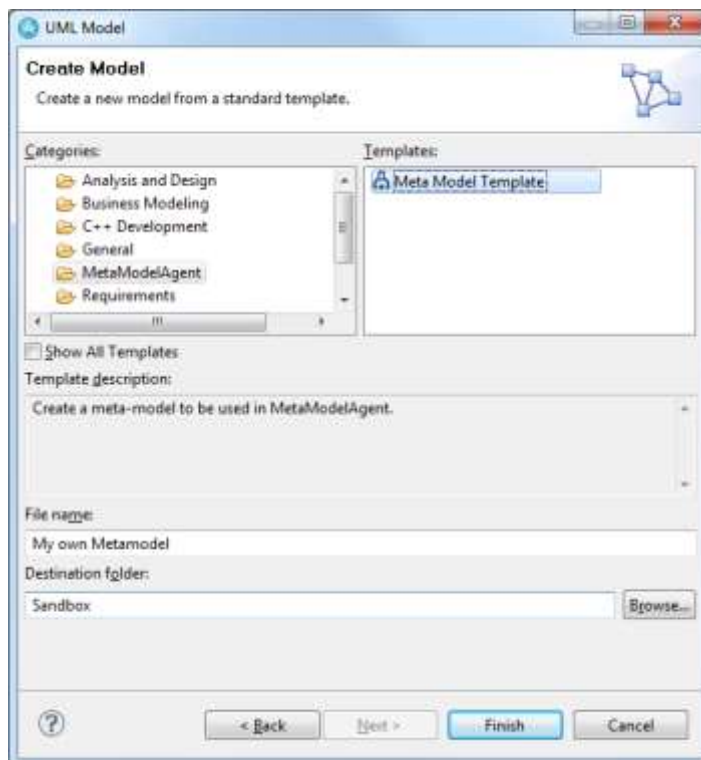 UML Model
Create Model
Create a new model from a standard template.
Categories:
Templates:
Analysis and Design
Business Modeling
C++ Development
General
MetaModelAgent
Requirements
Meta Model Template
Show All Templates
Template description:
Create a meta-model to be used in MetaModelAgent.
File name:
My own Metamodel
Destination folder:
Sandbox
Browse...
?
< Back
Next >
Finish
Cancel